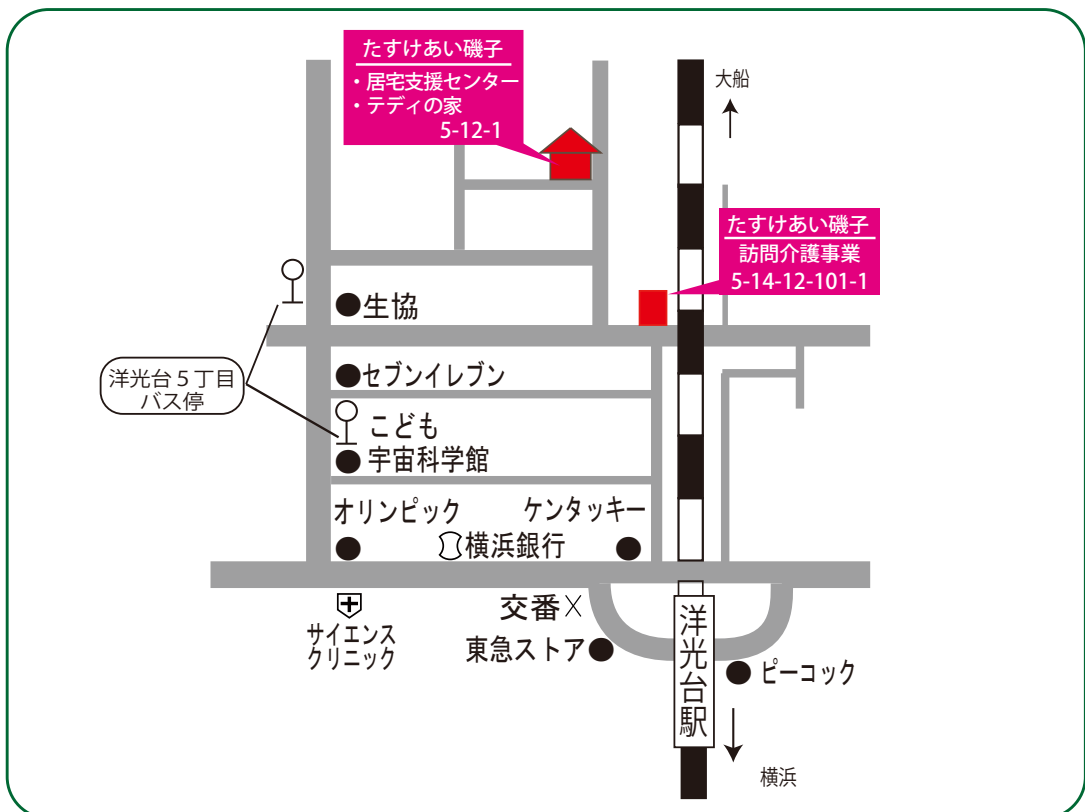 たすけあい磯子
・居宅支援センター
・テディの家
5-12-1
大船
たすけあい磯子
訪問介護事業
5-14-12-101-1
生協
洋光台５丁目
バス停
セブンイレブン
こども
宇宙科学館
オリンピック
ケンタッキー
横浜銀行
交番
サイエンス
クリニック
東急ストア
洋光台駅
ピーコック
横浜